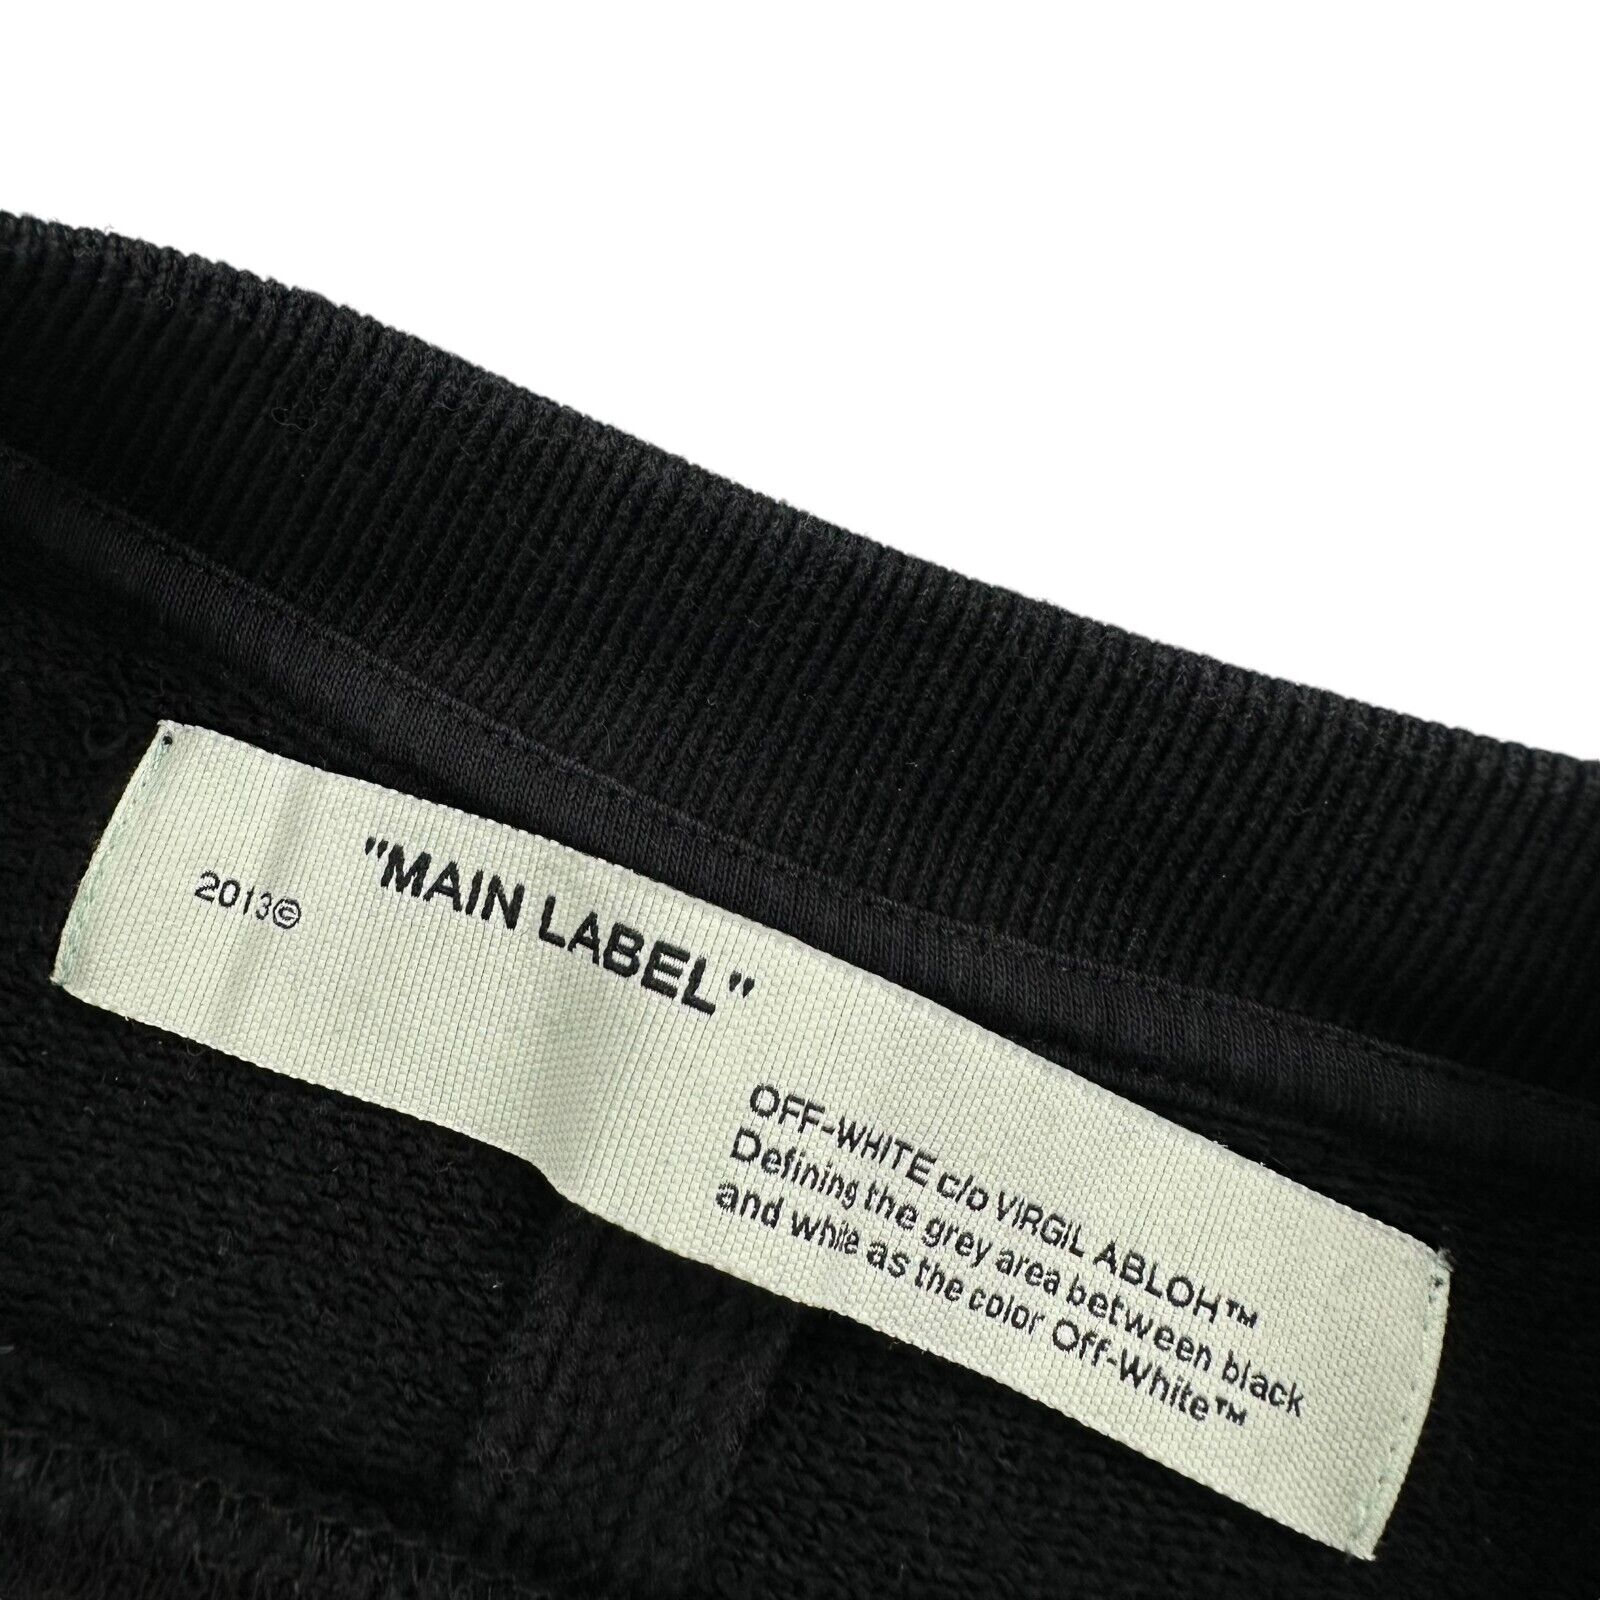 "MAIN LABEL"
2013©
OFF-WHITE c/o VIRGIL ABLOH™
Defining the grey area between black
and white as the color Off-White™